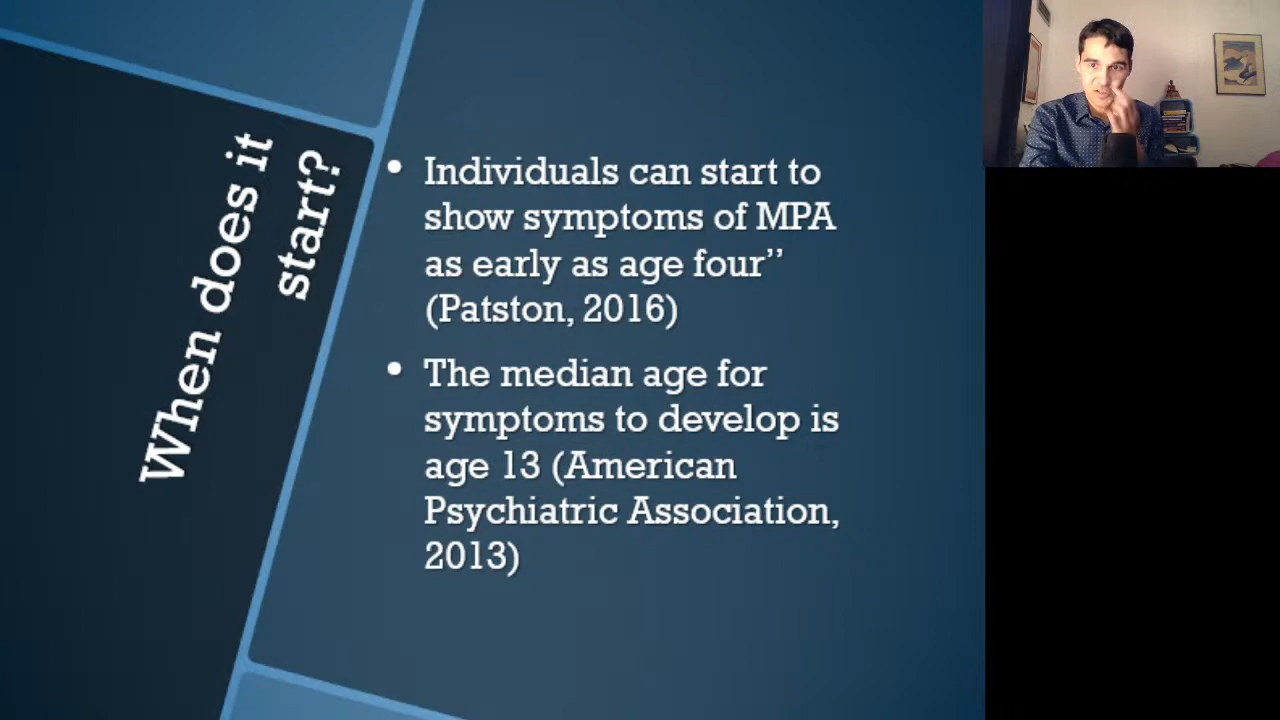 When does it
start?
• Individuals can start to
show symptoms of MPA
as early as age four”
(Patston, 2016)
• The median age for
symptoms to develop is
age 13 (American
Psychiatric Association,
2013)